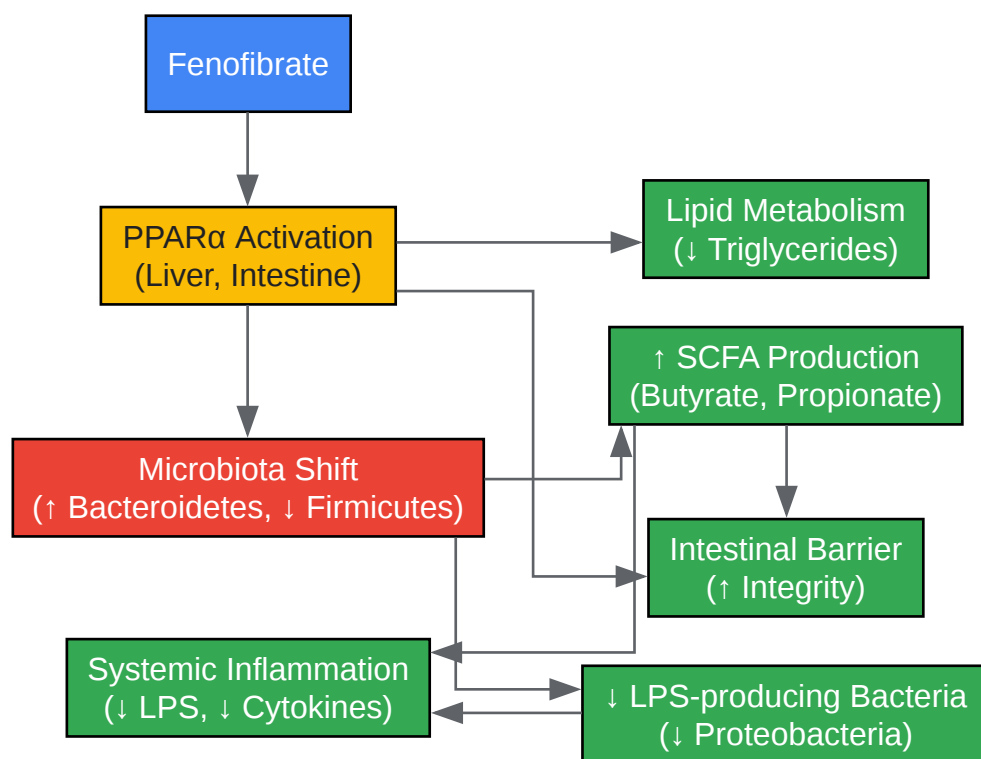 Fenofibrate
PPARα Activation
(Liver, Intestine)
Lipid Metabolism
(↓ Triglycerides)
↑ SCFA Production
(Butyrate, Propionate)
Microbiota Shift
(↑ Bacteroidetes, ↓ Firmicutes)
Intestinal Barrier
(↑ Integrity)
Systemic Inflammation
(↓ LPS, ↓ Cytokines)
↓ LPS-producing Bacteria
(↓ Proteobacteria)